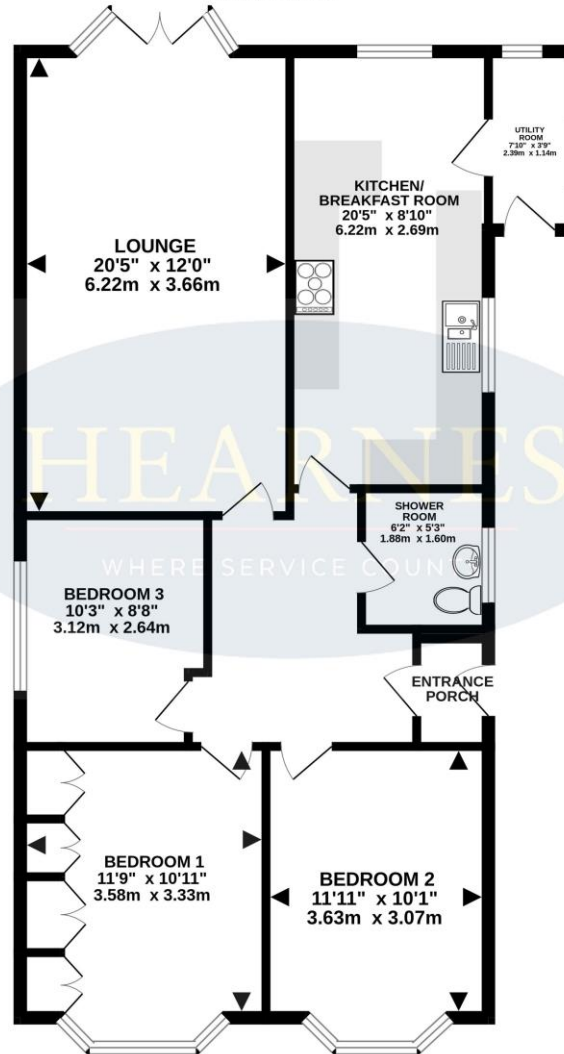 UTILITY
ROOM
7'10" x 3'9"
2.39m x 1.14m
KITCHEN/
BREAKFAST ROOM
20'5" x 8'10"
6.22m x 2.69m
LOUNGE
20'5" x 12'0"
6.22m x 3.66m
HEARNES
WHERE SERVICE COUN
SHOWER
ROOM
6'2" x 5'3"
1.88m x 1.60m
BEDROOM 3
10'3" x 8'8"
3.12m x 2.64m
ENTRANCE
PORCH
BEDROOM 1
11'9" x 10'11"
3.58m x 3.33m
BEDROOM 2
11'11" x 10'1"
3.63m x 3.07m